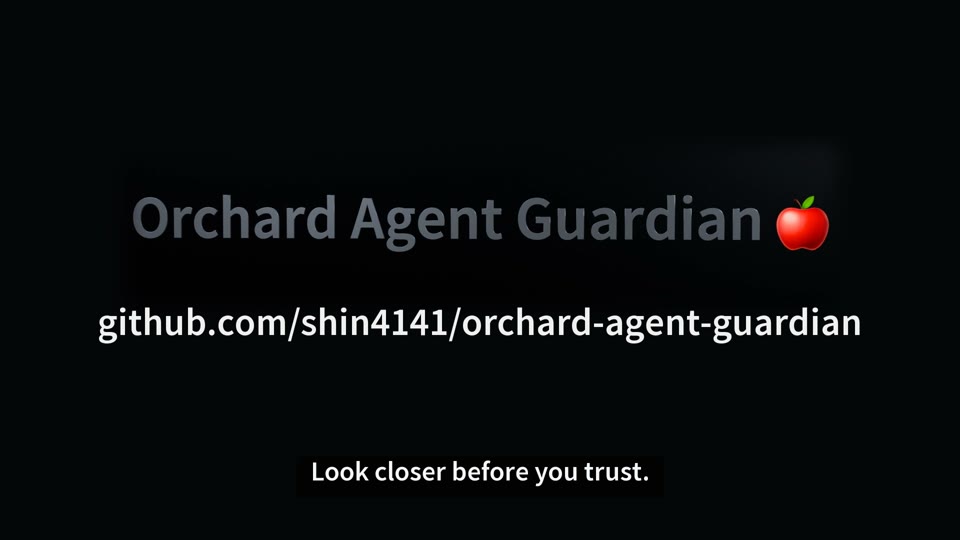 Orchard Agent Guardian 🍎
github.com/shin4141/orchard-agent-guardian
Look closer before you trust.